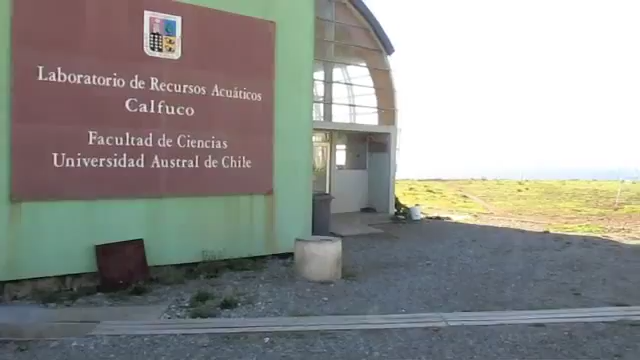 Laboratorio de Recursos Acuáticos
Calfuco
Facultad de Ciencias
Universidad Austral de Chile